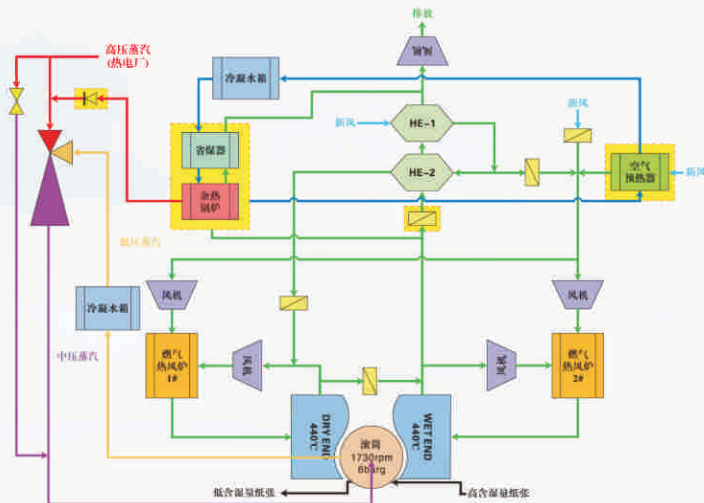 排放
高压蒸汽
(热电厂)
风机
冷凝水箱
新风
新风
HE-1
省煤器
HE-2
空气
预热器
新风
余热
锅炉
低压蒸汽
冷凝水箱
风机
风机
中压蒸汽
燃气
热风炉
1#
风机
风机
燃气
热风炉
2#
DRY END
440℃
WET END
440℃
滚筒
1730rpm
6barg
低含湿量纸张
高含湿量纸张